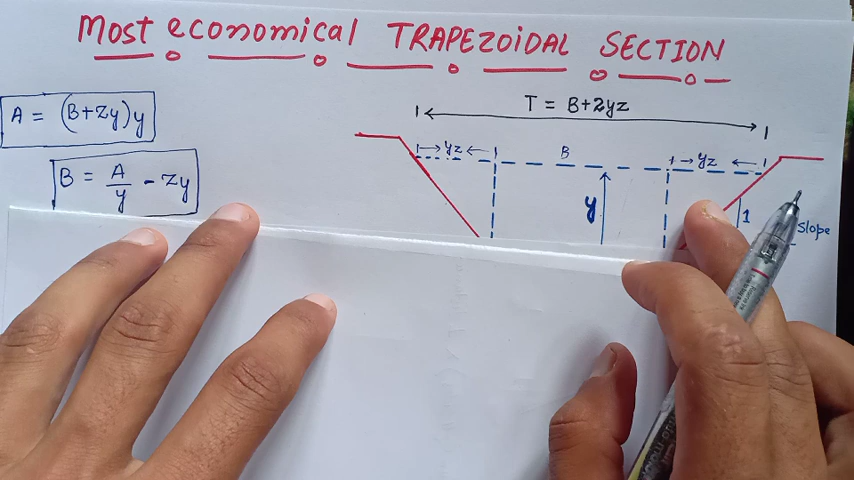 Most economical TRAPEZOIDAL SECTION
A = (B+Zy)y
B = A/y - Zy
T = B+2yz
yz
B
yz
y
1
Slope